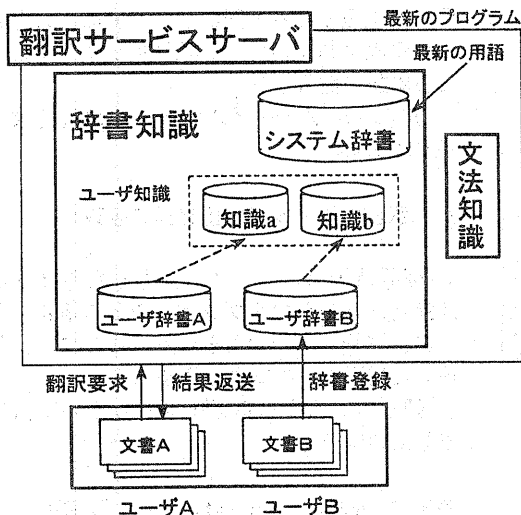 最新のプログラム
翻訳サービスサーバ
最新の用語
辞書知識
システム辞書
文法知識
ユーザ知識
知識a
知識b
ユーザ辞書A
ユーザ辞書B
翻訳要求
結果返送
辞書登録
文書A
文書B
ユーザA
ユーザB